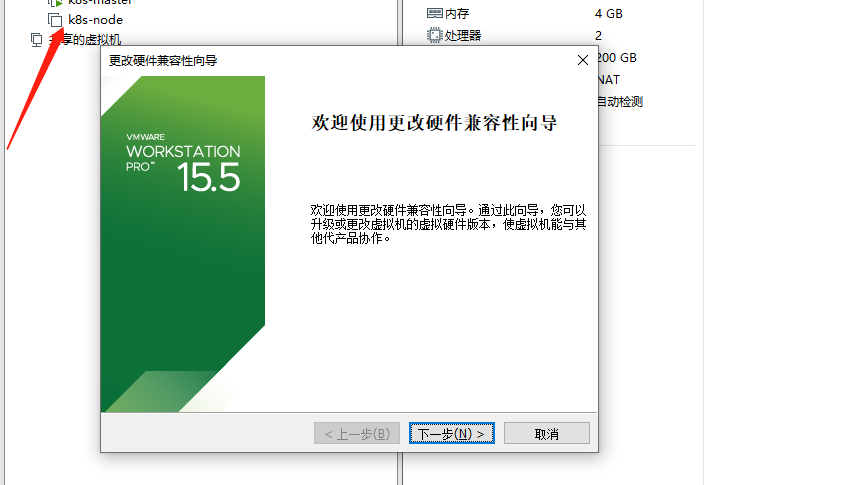 k8s-master
k8s-node
共享的虚拟机
内存 4 GB
处理器 2
200 GB
NAT
自动检测
更改硬件兼容性向导
VMWARE
WORKSTATION
PRO™ 15.5
欢迎使用更改硬件兼容性向导
欢迎使用更改硬件兼容性向导。通过此向导，您可以
升级或更改虚拟机的虚拟硬件版本，使虚拟机能与其
他代产品协作。
< 上一步(B) 下一步(N) > 取消